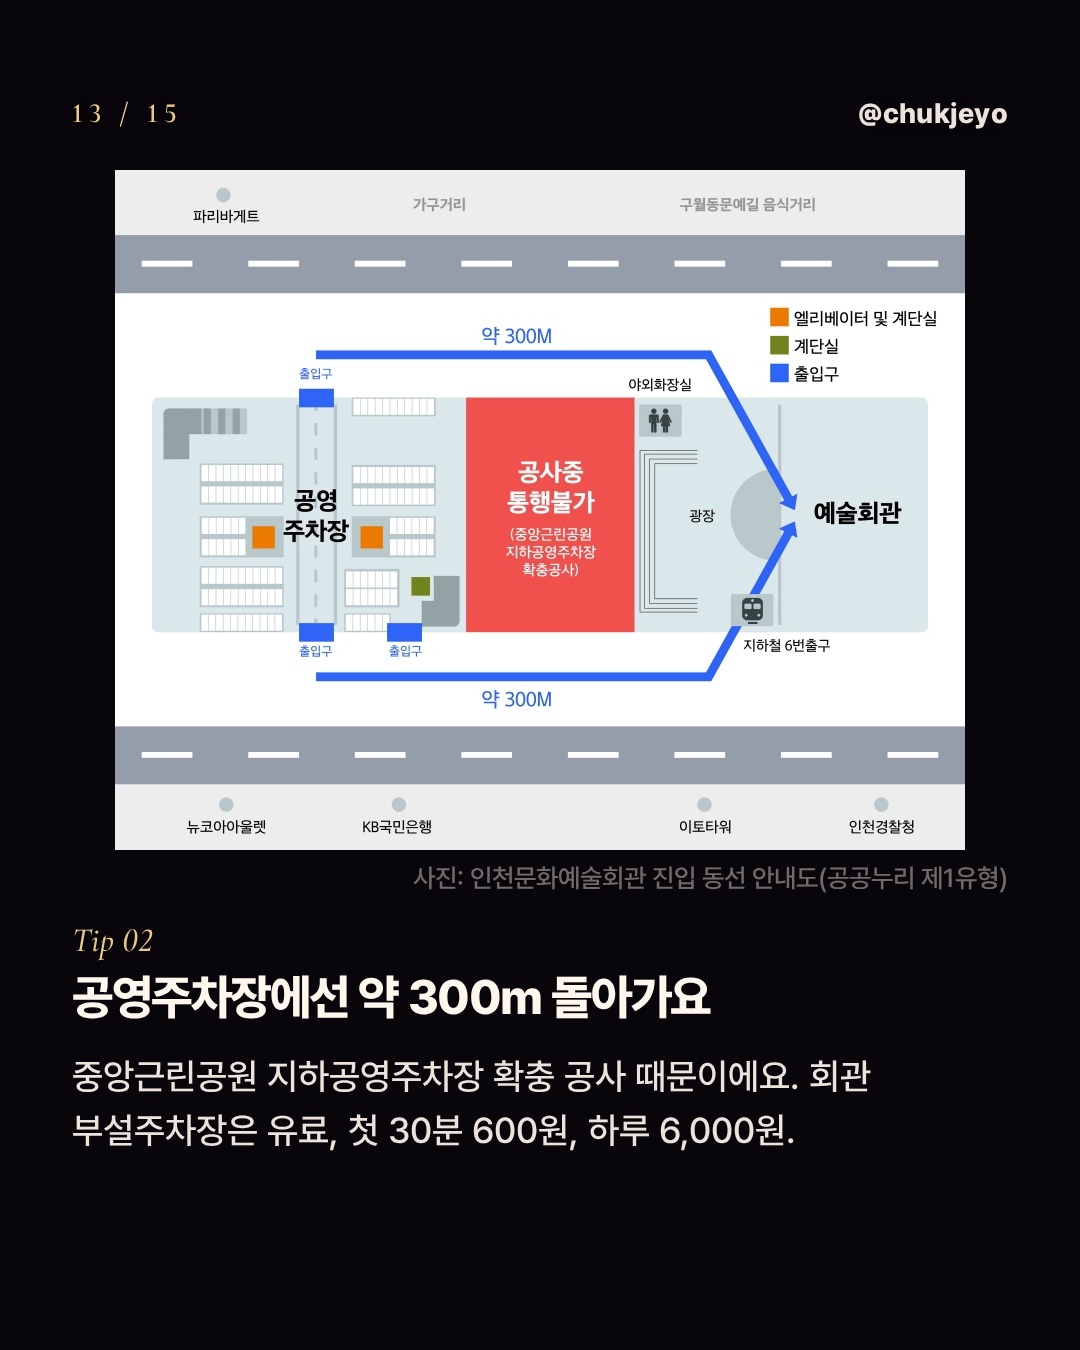 13 / 15
@chukjeyo
파리바게트
가구거리
구월동문예길 음식거리
엘리베이터 및 계단실
계단실
출입구
약 300M
출입구
야외화장실
공영
주차장
공사중
통행불가
(중앙근린공원
지하공영주차장
확충공사)
광장
예술회관
출입구
출입구
지하철 6번출구
약 300M
뉴코아아울렛
KB국민은행
이토타워
인천경찰청
사진: 인천문화예술회관 진입 동선 안내도(공공누리 제1유형)
Tip 02
공영주차장에선 약 300m 돌아가요
중앙근린공원 지하공영주차장 확충 공사 때문이에요. 회관
부설주차장은 유료, 첫 30분 600원, 하루 6,000원.